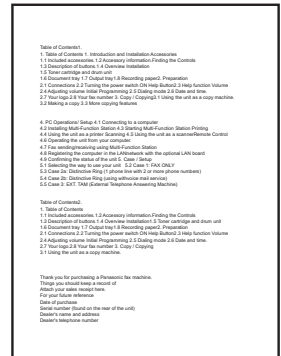 Table of Contents1.
1. Table of Contents 1. Introduction and Installation Accessories
1.1 Included accessories.1.2 Accessory information.Finding the Controls
1.3 Description of buttons.1.4 Overview Installation
1.5 Toner cartridge and drum unit
1.6 Document tray 1.7 Output tray1.8 Recording paper2. Preparation
2.1 Connections 2.2 Turning the power switch ON Help Button2.3 Help function Volume
2.4 Adjusting volume Initial Programming 2.5 Dialing mode 2.6 Date and time.
2.7 Your logo.2.8 Your fax number 3. Copy / Copying3.1 Using the unit as a copy machine
3.2 Making a copy 3.3 More copying features
4. PC Operations/ Setup 4.1 Connecting to a computer
4.2 Installing Multi-Function Station 4.3 Starting Multi-Function Station Printing
4.4 Using the unit as a printer Scanning 4.5 Using the unit as a scannerRemote Control
4.6 Operating the unit from your computer.
4.7 Fax sending/receiving using Multi-Function Station
4.8 Registering the computer in the LANNetwork with the optional LAN board
4.9 Confirming the status of the unit 5. Case / Setup
5.1 Selecting the way to use your unit 5.2 Case 1: FAX ONLY
5.3 Case 2a: Distinctive Ring (1 phone line with 2 or more phone numbers)
5.4 Case 2b: Distinctive Ring (using withvoice mail service)
5.5 Case 3: EXT. TAM (External Telephone Answering Machine)
Table of Contents2.
1. Table of Contents
1.1 Included accessories.1.2 Accessory information.Finding the Controls
1.3 Description of buttons.1.4 Overview Installation1.5 Toner cartridge and drum unit
1.6 Document tray 1.7 Output tray1.8 Recording paper2. Preparation
2.1 Connections 2.2 Turning the power switch ON Help Button2.3 Help function Volume
2.4 Adjusting volume Initial Programming 2.5 Dialing mode 2.6 Date and time.
2.7 Your logo.2.8 Your fax number 3. Copy / Copying
3.1 Using the unit as a copy machine.
Thank you for purchasing a Panasonic fax machine.
Things you should keep a record of
Attach your sales receipt here.
For your future reference
Date of purchase
Serial number (found on the rear of the unit)
Dealer's name and address
Dealer's telephone number